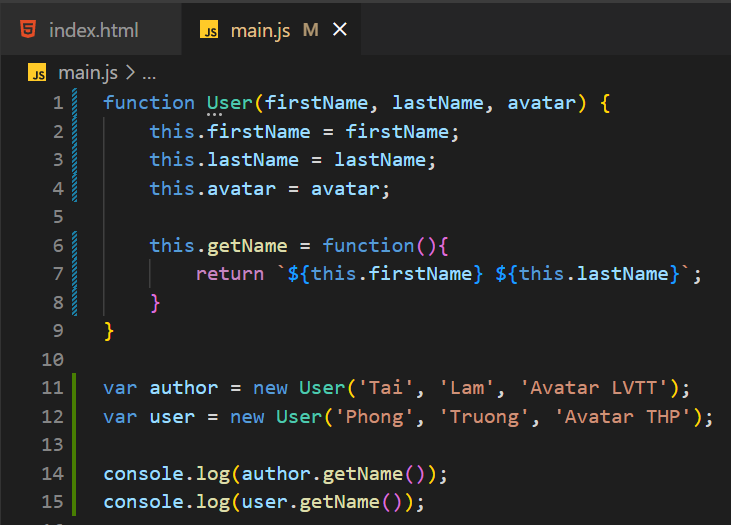 index.html
JS main.js M ×
JS main.js > ...
1 function User(firstName, lastName, avatar) {
2     this.firstName = firstName;
3     this.lastName = lastName;
4     this.avatar = avatar;
5
6     this.getName = function(){
7         return `${this.firstName} ${this.lastName}`;
8     }
9 }
10
11 var author = new User('Tai', 'Lam', 'Avatar LVTT');
12 var user = new User('Phong', 'Truong', 'Avatar THP');
13
14 console.log(author.getName());
15 console.log(user.getName());